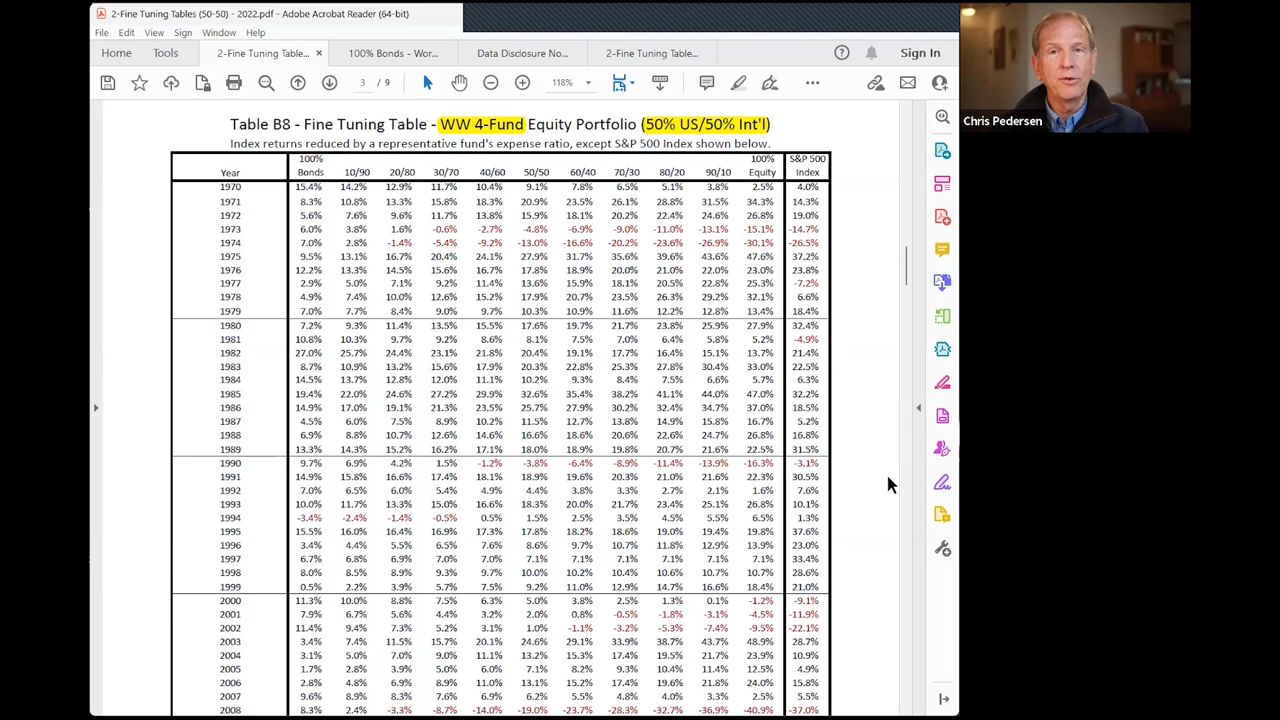 2-Fine Tuning Tables (50-50) - 2022.pdf - Adobe Acrobat Reader (64-bit)
File Edit View Sign Window Help
Home Tools 2-Fine Tuning Table... × 100% Bonds - Wor... Data Disclosure No... 2-Fine Tuning Table... Sign In
3 / 9 118%
Chris Pedersen
Table B8 - Fine Tuning Table - WW 4-Fund Equity Portfolio (50% US/50% Int'l)
Index returns reduced by a representative fund's expense ratio, except S&P 500 Index shown below.
100% 100% S&P 500
Year Bonds 10/90 20/80 30/70 40/60 50/50 60/40 70/30 80/20 90/10 Equity Index
1970 15.4% 14.2% 12.9% 11.7% 10.4% 9.1% 7.8% 6.5% 5.1% 3.8% 2.5% 4.0%
1971 8.3% 10.8% 13.3% 15.8% 18.3% 20.9% 23.5% 26.1% 28.8% 31.5% 34.3% 14.3%
1972 5.6% 7.6% 9.6% 11.7% 13.8% 15.9% 18.1% 20.2% 22.4% 24.6% 26.8% 19.0%
1973 6.0% 3.8% 1.6% -0.6% -2.7% -4.8% -6.9% -9.0% -11.0% -13.1% -15.1% -14.7%
1974 7.0% 2.8% -1.4% -5.4% -9.2% -13.0% -16.6% -20.2% -23.6% -26.9% -30.1% -26.5%
1975 9.5% 13.1% 16.7% 20.4% 24.1% 27.9% 31.7% 35.6% 39.6% 43.6% 47.6% 37.2%
1976 12.2% 13.3% 14.5% 15.6% 16.7% 17.8% 18.9% 20.0% 21.0% 22.0% 23.0% 23.8%
1977 2.9% 5.0% 7.1% 9.2% 11.4% 13.6% 15.9% 18.1% 20.5% 22.8% 25.3% -7.2%
1978 4.9% 7.4% 10.0% 12.6% 15.2% 17.9% 20.7% 23.5% 26.3% 29.2% 32.1% 6.6%
1979 7.0% 7.7% 8.4% 9.0% 9.7% 10.3% 10.9% 11.6% 12.2% 12.8% 13.4% 18.4%
1980 7.2% 9.3% 11.4% 13.5% 15.5% 17.6% 19.7% 21.7% 23.8% 25.9% 27.9% 32.4%
1981 10.8% 10.3% 9.7% 9.2% 8.6% 8.1% 7.5% 7.0% 6.4% 5.8% 5.2% -4.9%
1982 27.0% 25.7% 24.4% 23.1% 21.8% 20.4% 19.1% 17.7% 16.4% 15.1% 13.7% 21.4%
1983 8.7% 10.9% 13.2% 15.6% 17.9% 20.3% 22.8% 25.3% 27.8% 30.4% 33.0% 22.5%
1984 14.5% 13.7% 12.8% 12.0% 11.1% 10.2% 9.3% 8.4% 7.5% 6.6% 5.7% 6.3%
1985 19.4% 22.0% 24.6% 27.2% 29.9% 32.6% 35.4% 38.2% 41.1% 44.0% 47.0% 32.2%
1986 14.9% 17.0% 19.1% 21.3% 23.5% 25.7% 27.9% 30.2% 32.4% 34.7% 37.0% 18.5%
1987 4.5% 6.0% 7.5% 8.9% 10.2% 11.5% 12.7% 13.8% 14.9% 15.8% 16.7% 5.2%
1988 6.9% 8.8% 10.7% 12.6% 14.6% 16.6% 18.6% 20.6% 22.6% 24.7% 26.8% 16.8%
1989 13.3% 14.3% 15.2% 16.2% 17.1% 18.0% 18.9% 19.8% 20.7% 21.6% 22.5% 31.5%
1990 9.7% 6.9% 4.2% 1.5% -1.2% -3.8% -6.4% -8.9% -11.4% -13.9% -16.3% -3.1%
1991 14.9% 15.8% 16.6% 17.4% 18.1% 18.9% 19.6% 20.3% 21.0% 21.6% 22.3% 30.5%
1992 7.0% 6.5% 6.0% 5.4% 4.9% 4.4% 3.8% 3.3% 2.7% 2.1% 1.6% 7.6%
1993 10.0% 11.7% 13.3% 15.0% 16.6% 18.3% 20.0% 21.7% 23.4% 25.1% 26.8% 10.1%
1994 -3.4% -2.4% -1.4% -0.5% 0.5% 1.5% 2.5% 3.5% 4.5% 5.5% 6.5% 1.3%
1995 15.5% 16.0% 16.4% 16.9% 17.3% 17.8% 18.2% 18.6% 19.0% 19.4% 19.8% 37.6%
1996 3.4% 4.4% 5.5% 6.5% 7.6% 8.6% 9.7% 10.7% 11.8% 12.9% 13.9% 23.0%
1997 6.7% 6.8% 6.9% 7.0% 7.0% 7.1% 7.1% 7.1% 7.1% 7.1% 7.1% 33.4%
1998 8.0% 8.5% 8.9% 9.3% 9.7% 10.0% 10.2% 10.4% 10.6% 10.7% 10.7% 28.6%
1999 0.5% 2.2% 3.9% 5.7% 7.5% 9.2% 11.0% 12.9% 14.7% 16.6% 18.4% 21.0%
2000 11.3% 10.0% 8.8% 7.5% 6.3% 5.0% 3.8% 2.5% 1.3% 0.1% -1.2% -9.1%
2001 7.9% 6.7% 5.6% 4.4% 3.2% 2.0% 0.8% -0.5% -1.8% -3.1% -4.5% -11.9%
2002 11.4% 9.4% 7.3% 5.2% 3.1% 1.0% -1.1% -3.2% -5.3% -7.4% -9.5% -22.1%
2003 3.4% 7.4% 11.5% 15.7% 20.1% 24.6% 29.1% 33.9% 38.7% 43.7% 48.9% 28.7%
2004 3.1% 5.0% 7.0% 9.0% 11.1% 13.2% 15.3% 17.4% 19.5% 21.7% 23.9% 10.9%
2005 1.7% 2.8% 3.9% 5.0% 6.0% 7.1% 8.2% 9.3% 10.4% 11.4% 12.5% 4.9%
2006 2.8% 4.8% 6.9% 8.9% 11.0% 13.1% 15.2% 17.4% 19.6% 21.8% 24.0% 15.8%
2007 9.6% 8.9% 8.3% 7.6% 6.9% 6.2% 5.5% 4.8% 4.0% 3.3% 2.5% 5.5%
2008 8.3% 2.4% -3.3% -8.7% -14.0% -19.0% -23.7% -28.3% -32.7% -36.9% -40.9% -37.0%